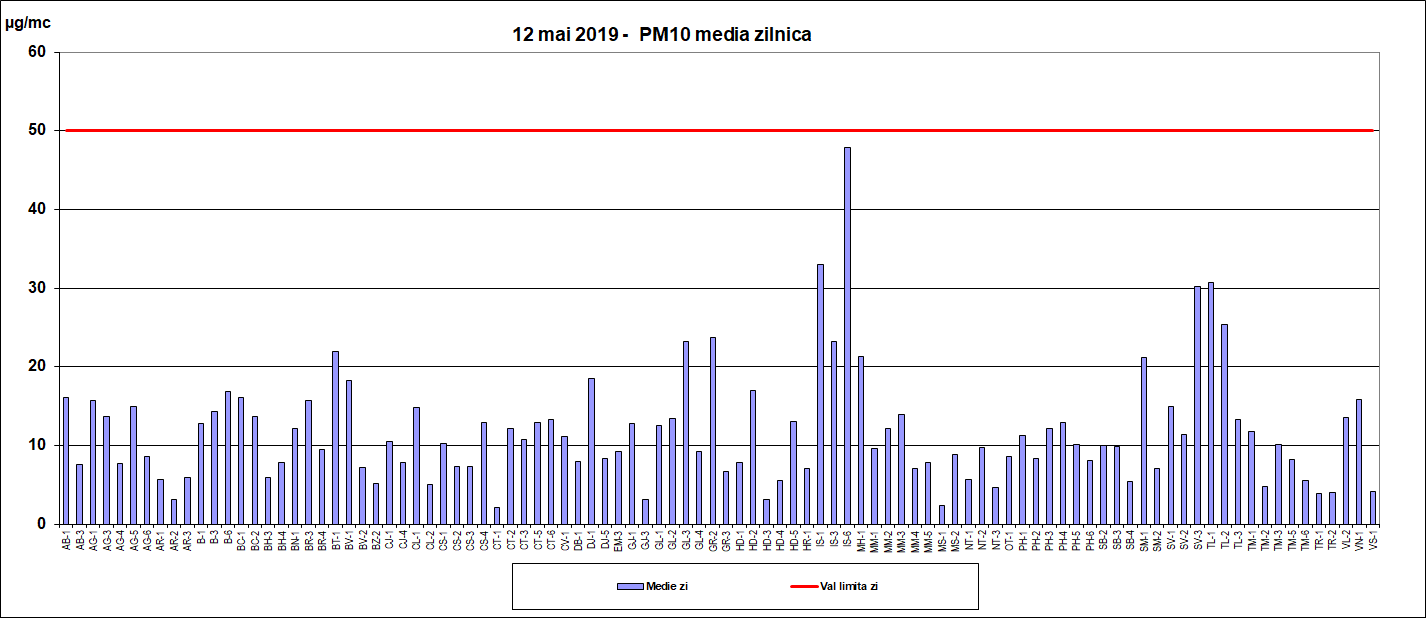 µg/mc
12 mai 2019 - PM10 media zilnica
60
50
40
30
20
10
0
AB-1 AB-3 AG-1 AG-3 AG-4 AG-5 AG-6 AR-1 AR-2 AR-3 B-1 B-3 B-6 BC-1 BC-2 BH-3 BH-4 BN-1 BR-3 BR-4 BT-1 BV-1 BV-2 BZ-2 CJ-1 CJ-4 CL-1 CL-2 CS-1 CS-2 CS-3 CS-4 CT-1 CT-2 CT-3 CT-5 CT-6 CV-1 DB-1 DJ-1 DJ-5 EM-3 GJ-1 GJ-3 GL-1 GL-2 GL-3 GL-4 GR-2 GR-3 HD-1 HD-2 HD-3 HD-4 HD-5 HR-1 IS-1 IS-3 IS-6 MH-1 MM-1 MM-2 MM-3 MM-4 MM-5 MS-1 MS-2 NT-1 NT-2 NT-3 OT-1 PH-1 PH-2 PH-3 PH-4 PH-5 PH-6 SB-2 SB-3 SB-4 SM-1 SM-2 SV-1 SV-2 SV-3 TL-1 TL-2 TL-3 TM-1 TM-2 TM-3 TM-5 TM-6 TR-1 TR-2 VL-2 VN-1 VS-1
Medie zi Val limita zi